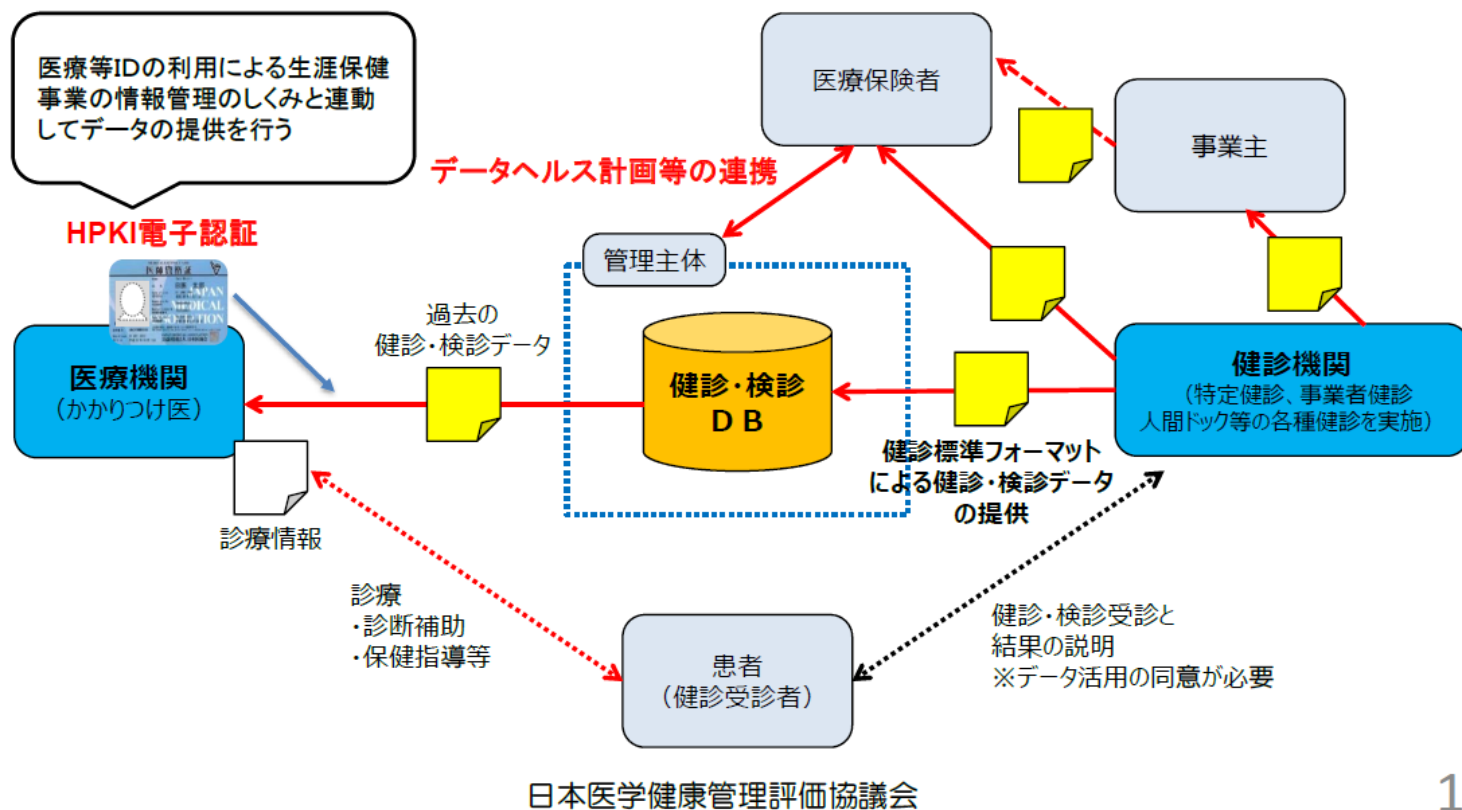 医療等IDの利用による生涯保健
事業の情報管理のしくみと連動
してデータの提供を行う
医療保険者
事業主
データヘルス計画等の連携
HPKI電子認証
管理主体
医師資格証
JAPAN
MEDICAL
過去の
健診・検診データ
医療機関
(かかりつけ医)
健診・検診
DB
健診機関
(特定健診、事業者健診
人間ドック等の各種健診を実施)
健診標準フォーマット
による健診・検診データ
の提供
診療情報
診療
・診断補助
・保健指導等
患者
(健診受診者)
健診・検診受診と
結果の説明
※データ活用の同意が必要
日本医学健康管理評価協議会
1